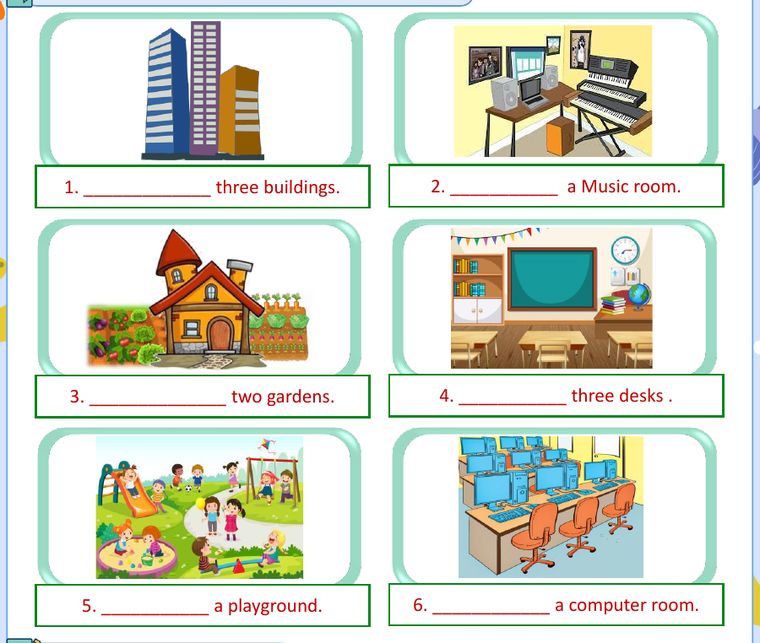 1. _____________ three buildings.
2. ___________ a Music room.
3. ______________ two gardens.
4. ___________ three desks .
5. ___________ a playground.
6. ____________ a computer room.